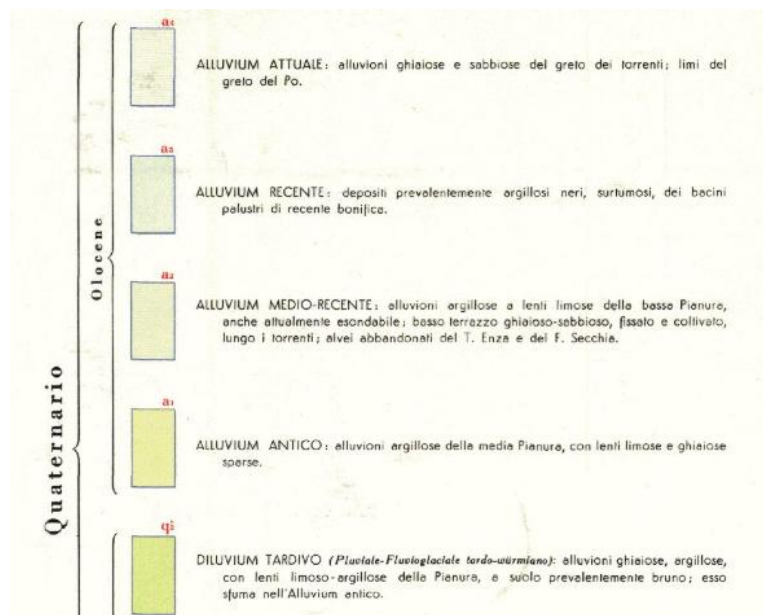 Quaternario
Olocene
a₄
ALLUVIUM ATTUALE: alluvioni ghiaiose e sabbiose del greto dei torrenti; limi del
greto del Po.
a₃
ALLUVIUM RECENTE: depositi prevalentemente argillosi neri, surtumosi, dei bacini
palustri di recente bonifica.
a₂
ALLUVIUM MEDIO-RECENTE: alluvioni argillose a lenti limose della bassa Pianura,
anche attualmente esondabile; basso terrazzo ghiaioso-sabbioso, fissato e coltivato,
lungo i torrenti; alvei abbandonati del T. Enza e del F. Secchia.
a₁
ALLUVIUM ANTICO: alluvioni argillose della media Pianura, con lenti limose e ghiaiose
sparse.
DILUVIUM TARDIVO (Pluviale-Fluvioglaciale tardo-würmiano): alluvioni ghiaiose, argillose,
con lenti limoso-argillose della Pianura, a suolo prevalentemente bruno; esso
sfuma nell'Alluvium antico.